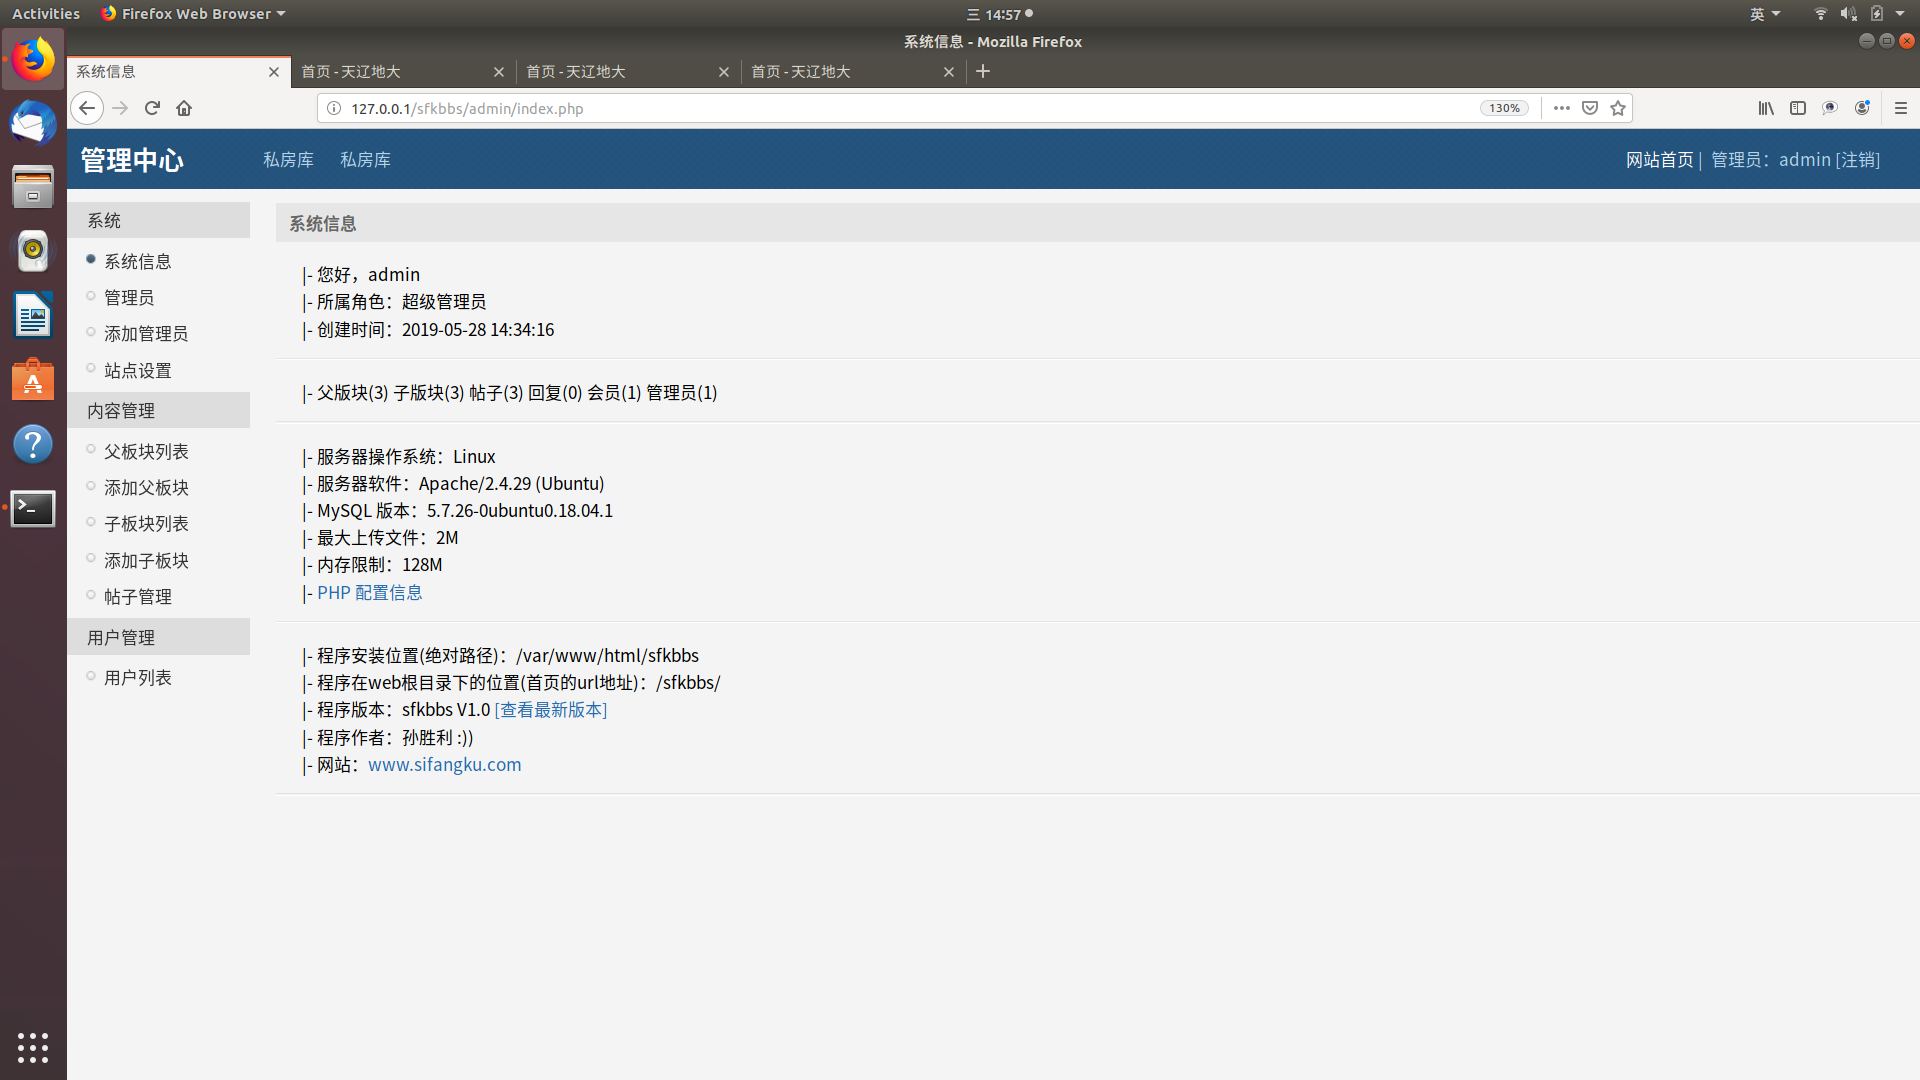 Activities
Firefox Web Browser
三 14:57
英
系统信息 - Mozilla Firefox
系统信息
首页 - 天辽地大
首页 - 天辽地大
首页 - 天辽地大
127.0.0.1/sfkbbs/admin/index.php
130%
管理中心
私房库
私房库
网站首页 | 管理员：admin [注销]
系统
系统信息
管理员
添加管理员
站点设置
内容管理
父板块列表
添加父板块
子板块列表
添加子板块
帖子管理
用户管理
用户列表
系统信息
|- 您好，admin
|- 所属角色：超级管理员
|- 创建时间：2019-05-28 14:34:16
|- 父版块(3) 子版块(3) 帖子(3) 回复(0) 会员(1) 管理员(1)
|- 服务器操作系统：Linux
|- 服务器软件：Apache/2.4.29 (Ubuntu)
|- MySQL 版本：5.7.26-0ubuntu0.18.04.1
|- 最大上传文件：2M
|- 内存限制：128M
|- PHP 配置信息
|- 程序安装位置(绝对路径)：/var/www/html/sfkbbs
|- 程序在web根目录下的位置(首页的url地址)：/sfkbbs/
|- 程序版本：sfkbbs V1.0 [查看最新版本]
|- 程序作者：孙胜利 :))
|- 网站：www.sifangku.com